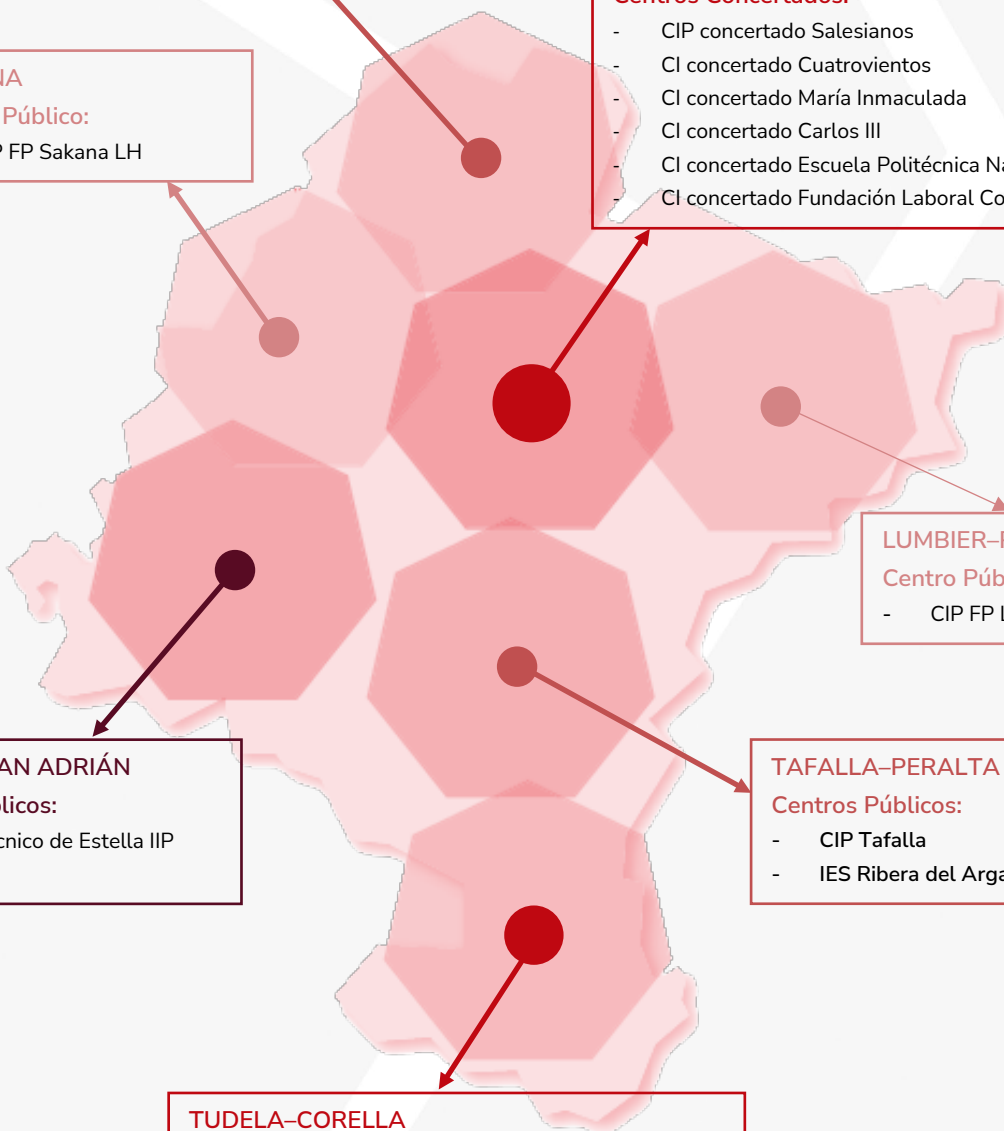 Centros Concertados:
- CIP concertado Salesianos
- CI concertado Cuatrovientos
- CI concertado María Inmaculada
- CI concertado Carlos III
- CI concertado Escuela Politécnica Na
- CI concertado Fundación Laboral Co
NA
Público:
P FP Sakana LH
LUMBIER–
Centro Púb
- CIP FP L
AN ADRIÁN
licos:
cnico de Estella IIP
TAFALLA–PERALTA
Centros Públicos:
- CIP Tafalla
- IES Ribera del Arga
TUDELA–CORELLA